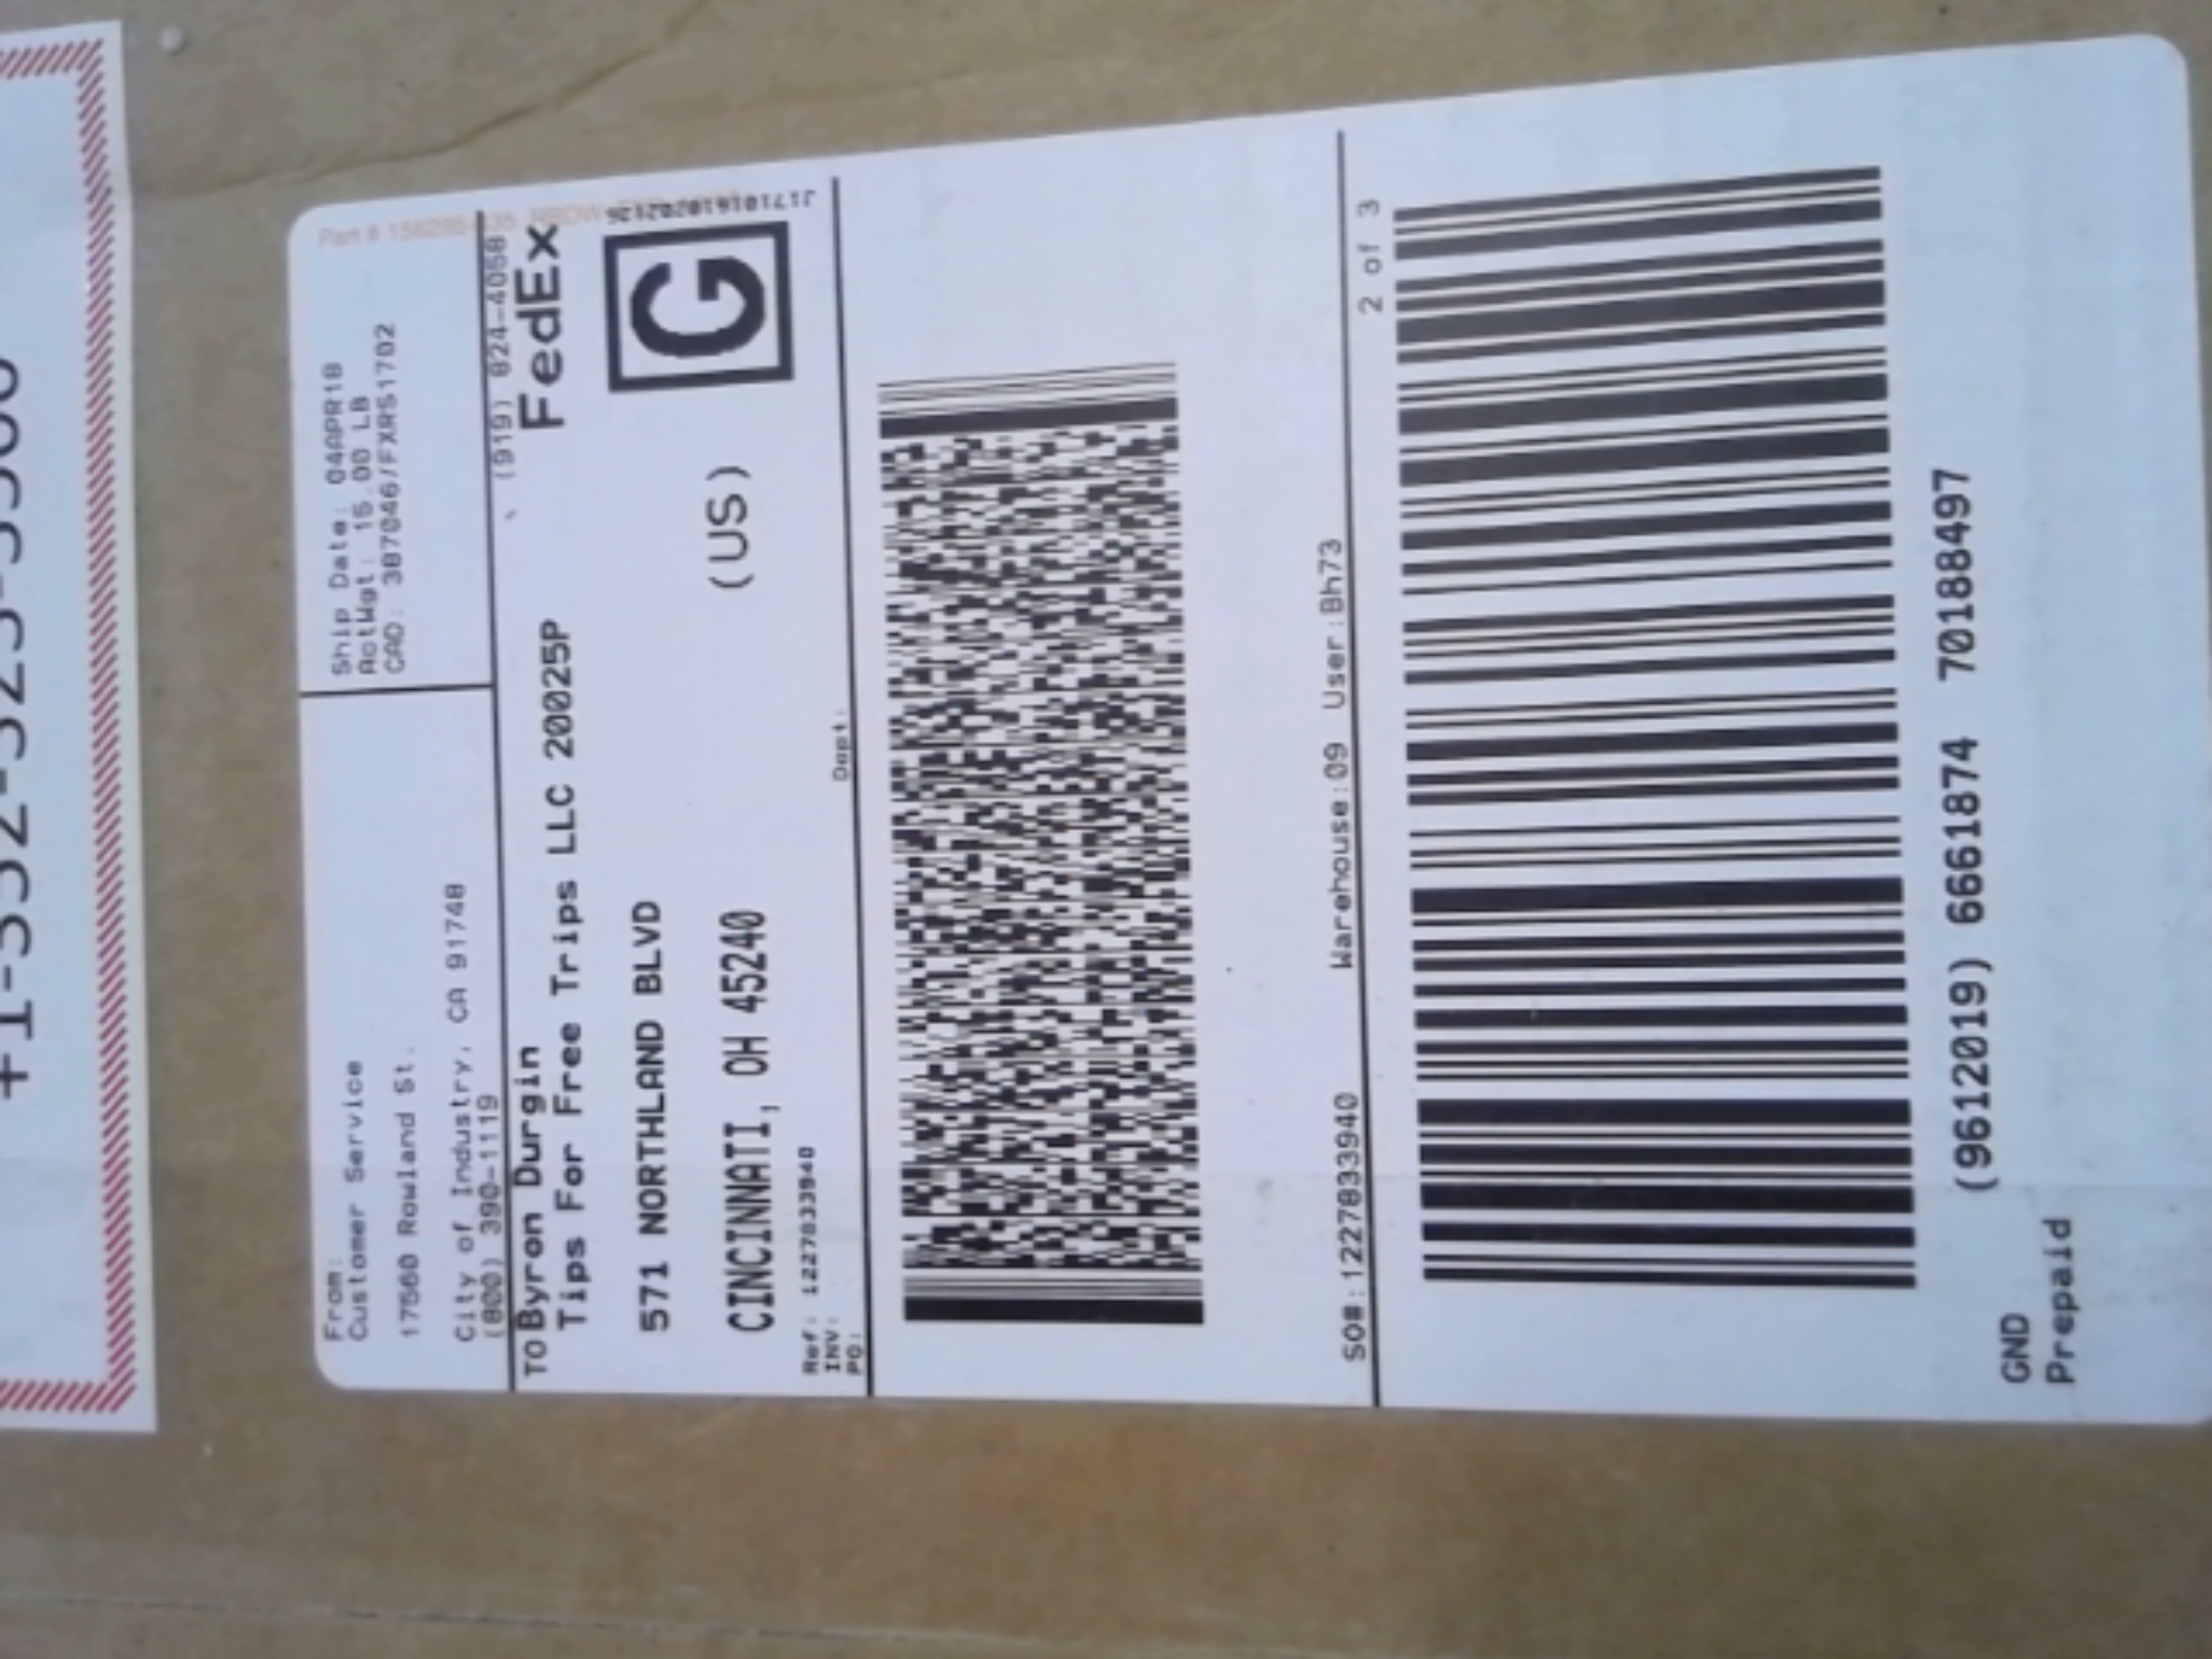 From:
Customer Service
17560 Rowland St.
City of Industry, CA 91748
(800) 390-1119
Ship Date: 04APR18
ActWgt: 15.00 LB
CAD: 387046/FXRS1702
TO Byron Durgin
Tips For Free Trips LLC 20025P
(919) 824-4058
571 NORTHLAND BLVD
CINCINNATI, OH 45240
(US)
FedEx
G
Ref: 1227833940
INV:
PO:
Dept:
SO#:1227833940 Warehouse:09 User:Bh73
2 of 3
(9612019) 6661874 70188497
GND
Prepaid
Part #